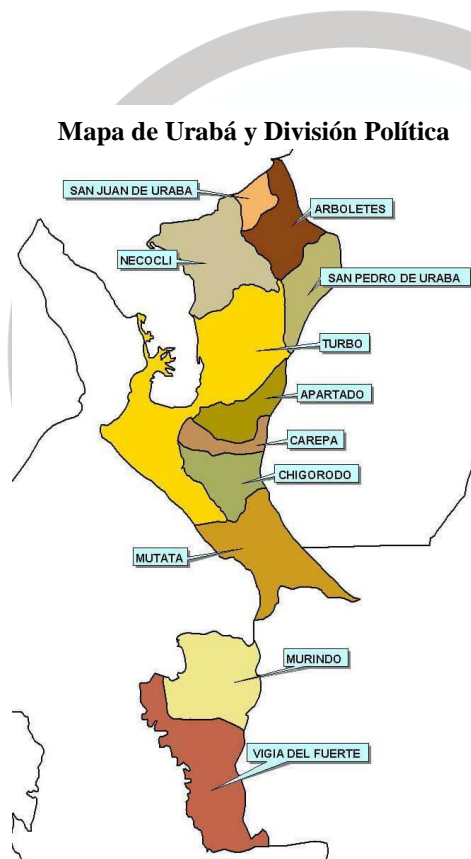 Mapa de Urabá y División Política
SAN JUAN DE URABA
ARBOLETES
NECOCLI
SAN PEDRO DE URABA
TURBO
APARTADO
CAREPA
CHIGORODO
MUTATA
MURINDO
VIGIA DEL FUERTE